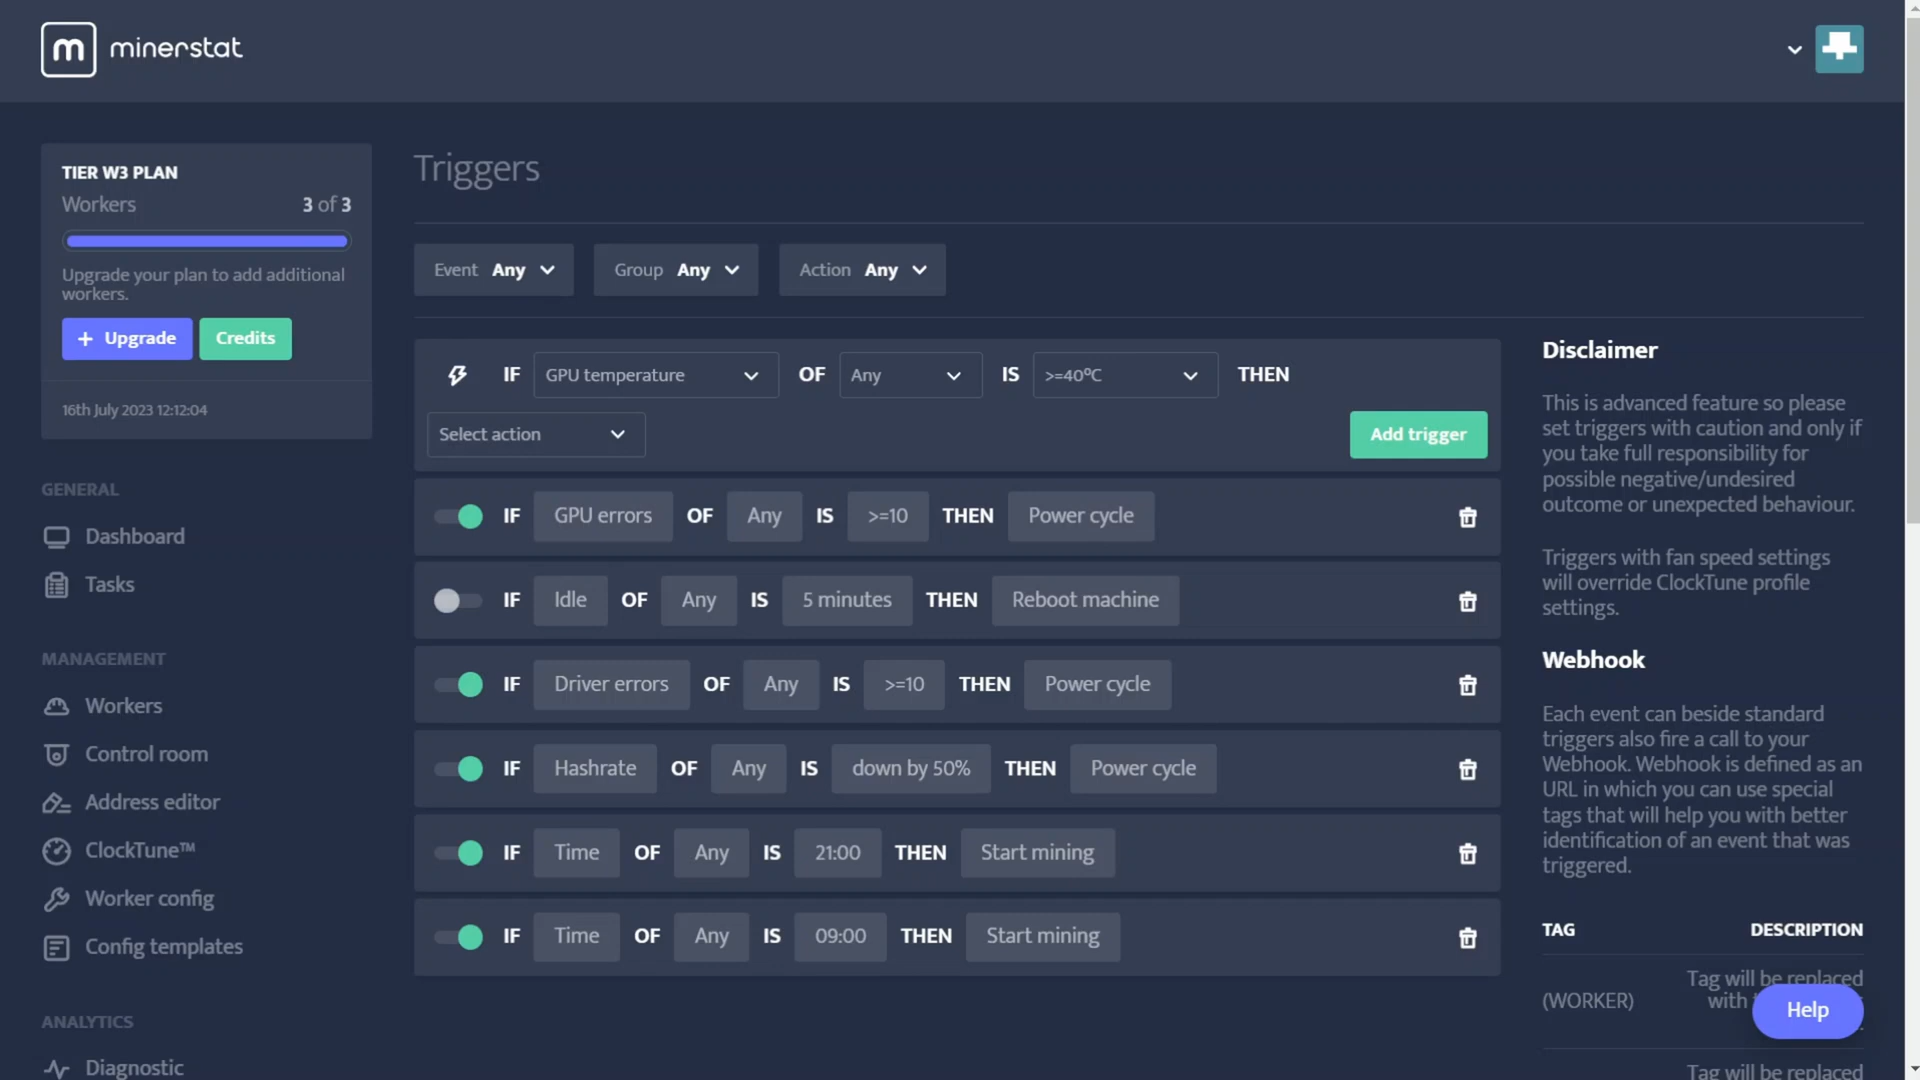 m minerstat
TIER W3 PLAN
Workers 3 of 3
Upgrade your plan to add additional
workers.
+ Upgrade Credits
16th July 2023 12:12:04
GENERAL
Dashboard
Tasks
MANAGEMENT
Workers
Control room
Address editor
ClockTune™
Worker config
Config templates
ANALYTICS
Diagnostic
Triggers
Event Any Group Any Action Any
IF GPU temperature OF Any IS >=40ºC THEN
Select action Add trigger
IF GPU errors OF Any IS >=10 THEN Power cycle
IF Idle OF Any IS 5 minutes THEN Reboot machine
IF Driver errors OF Any IS >=10 THEN Power cycle
IF Hashrate OF Any IS down by 50% THEN Power cycle
IF Time OF Any IS 21:00 THEN Start mining
IF Time OF Any IS 09:00 THEN Start mining
Disclaimer
This is advanced feature so please
set triggers with caution and only if
you take full responsibility for
possible negative/undesired
outcome or unexpected behaviour.
Triggers with fan speed settings
will override ClockTune profile
settings.
Webhook
Each event can beside standard
triggers also fire a call to your
Webhook. Webhook is defined as an
URL in which you can use special
tags that will help you with better
identification of an event that was
triggered.
TAG DESCRIPTION
Tag will be replaced
(WORKER) with
Help
Tag will be replaced